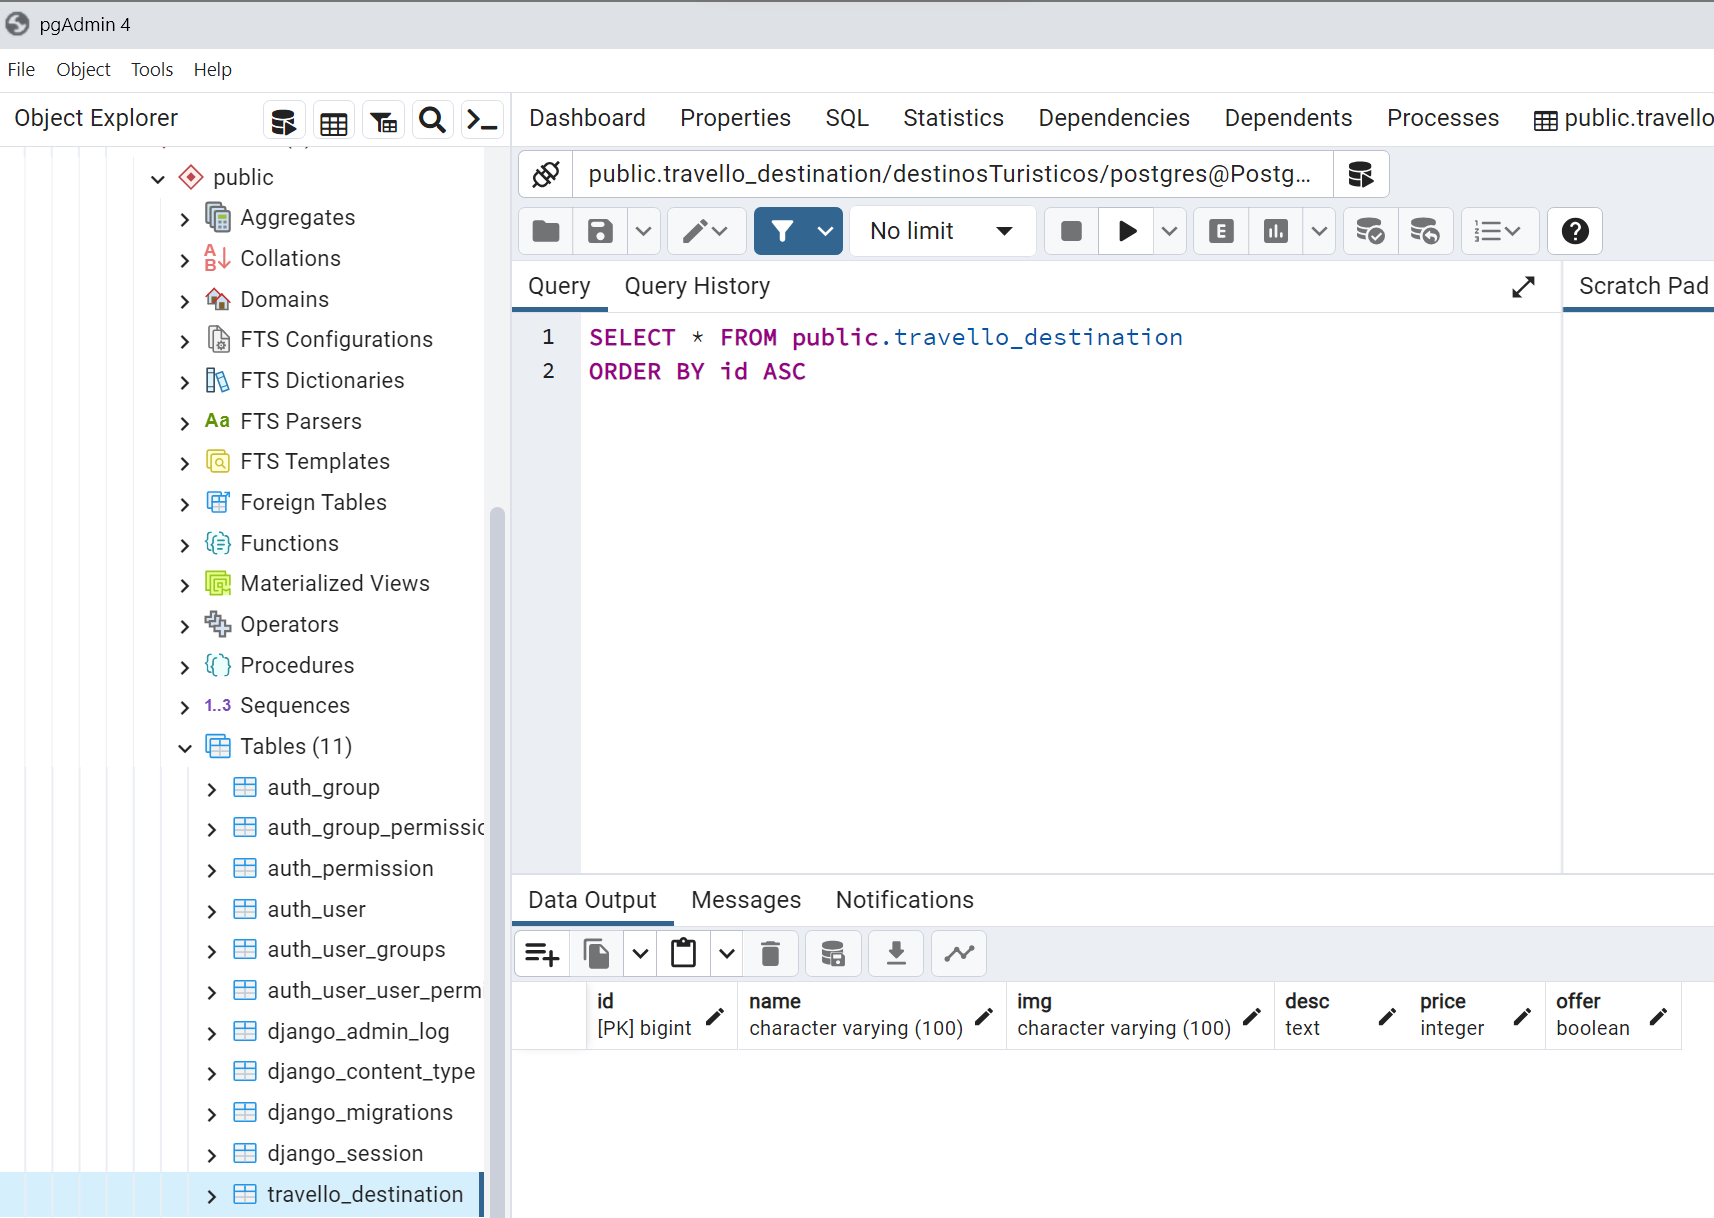 pgAdmin 4
File Object Tools Help
Object Explorer
Dashboard Properties SQL Statistics Dependencies Dependents Processes public.travello
public
Aggregates
Collations
Domains
FTS Configurations
FTS Dictionaries
Aa FTS Parsers
FTS Templates
Foreign Tables
Functions
Materialized Views
Operators
Procedures
1..3 Sequences
Tables (11)
auth_group
auth_group_permissic
auth_permission
auth_user
auth_user_groups
auth_user_user_perm
django_admin_log
django_content_type
django_migrations
django_session
travello_destination
public.travello_destination/destinosTuristicos/postgres@Postg...
No limit
E
Query Query History
Scratch Pad
1 SELECT * FROM public.travello_destination
2 ORDER BY id ASC
Data Output Messages Notifications
id name img desc price offer
[PK] bigint character varying (100) character varying (100) text integer boolean